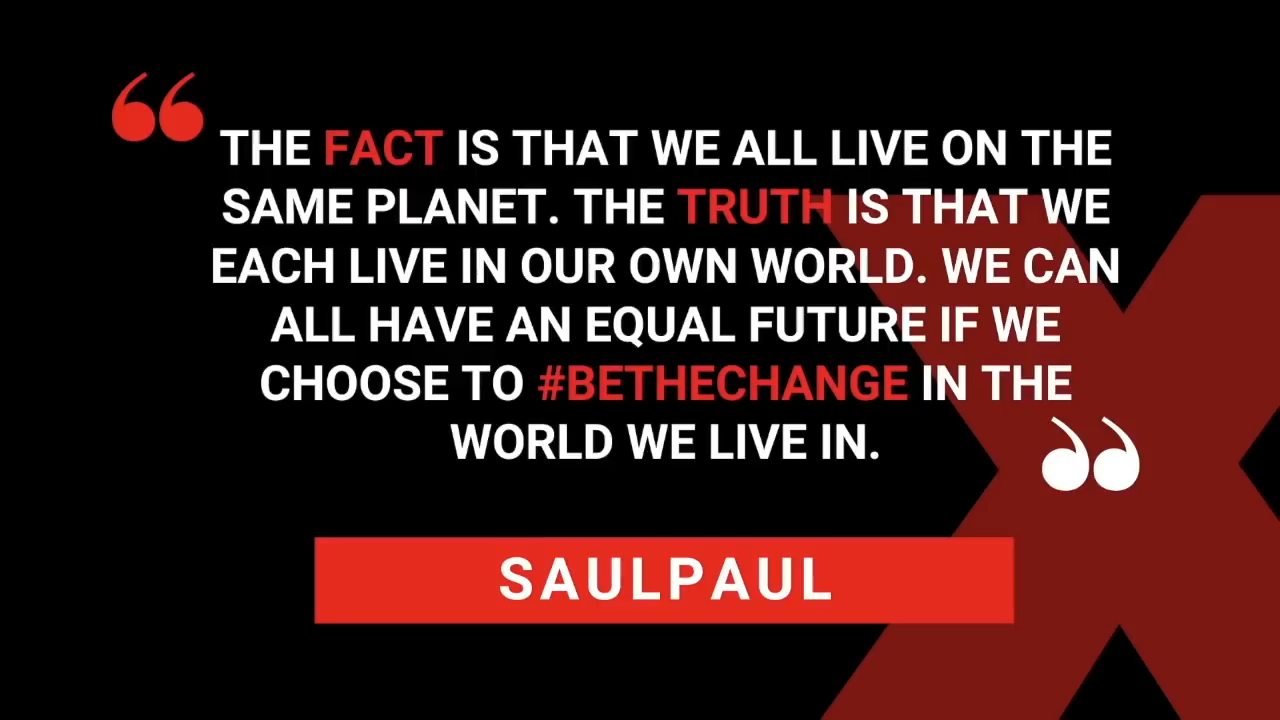 THE FACT IS THAT WE ALL LIVE ON THE
SAME PLANET. THE TRUTH IS THAT WE
EACH LIVE IN OUR OWN WORLD. WE CAN
ALL HAVE AN EQUAL FUTURE IF WE
CHOOSE TO #BETHECHANGE IN THE
WORLD WE LIVE IN.
SAULPAUL